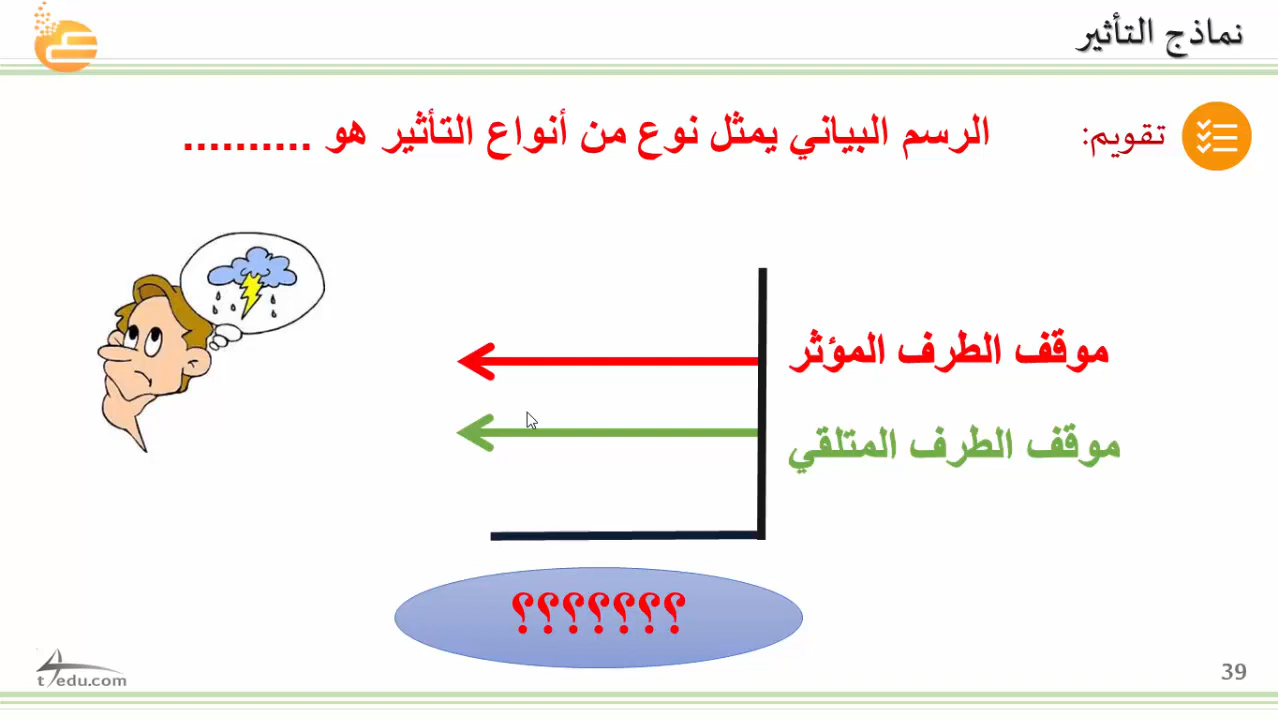 نماذج التأثير
تقويم: الرسم البياني يمثل نوع من أنواع التأثير هو ..........
موقف الطرف المؤثر
موقف الطرف المتلقي
؟؟؟؟؟؟؟
t4edu.com
39